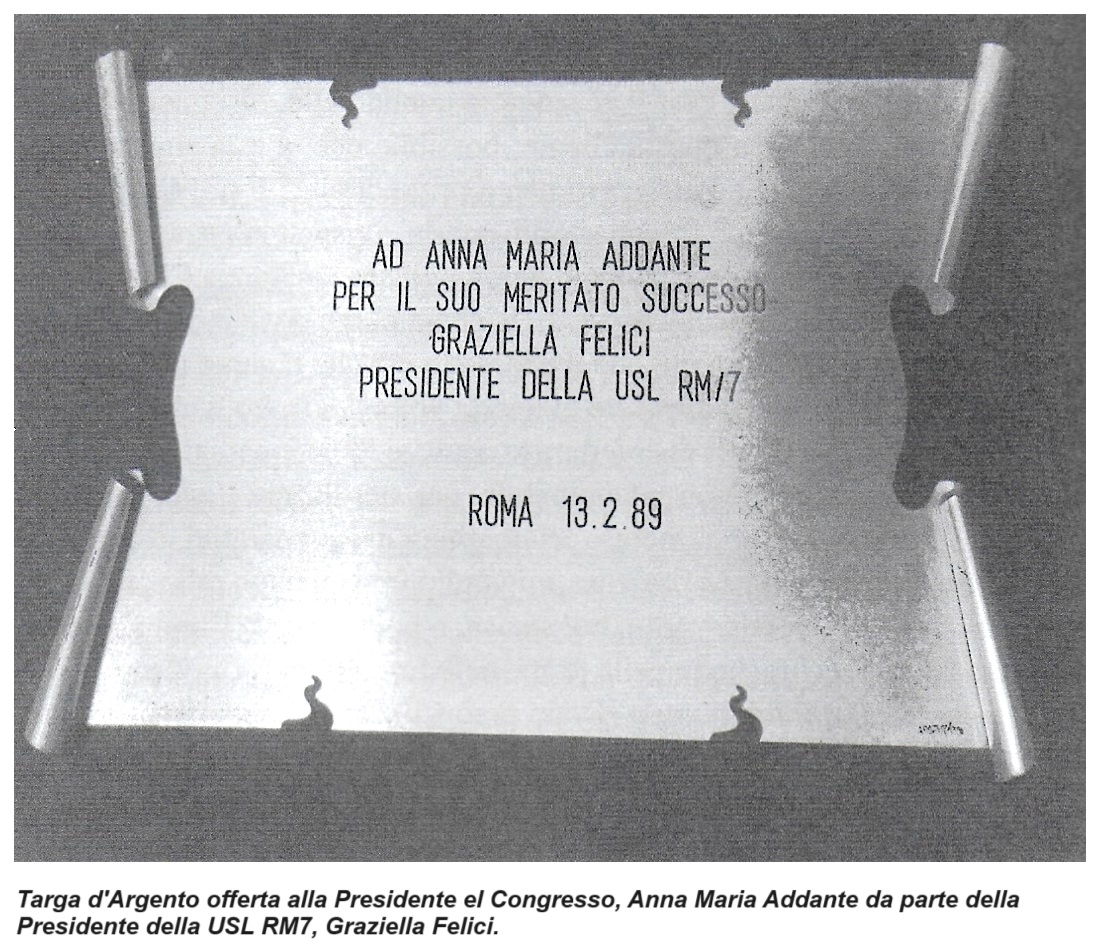 AD ANNA MARIA ADDANTE
PER IL SUO MERITATO SUCCESSO
GRAZIELLA FELICI
PRESIDENTE DELLA USL RM/7
ROMA 13.2.89
Targa d'Argento offerta alla Presidente el Congresso, Anna Maria Addante da parte della
Presidente della USL RM7, Graziella Felici.